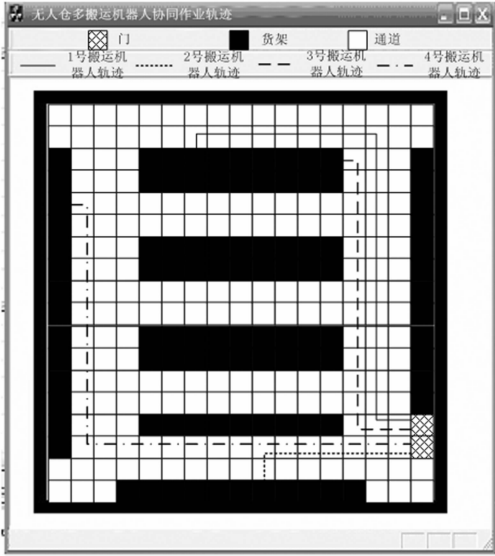 无人仓多搬运机器人协同作业轨迹
门 货架 通道
1号搬运机器人轨迹 2号搬运机器人轨迹 3号搬运机器人轨迹 4号搬运机器人轨迹